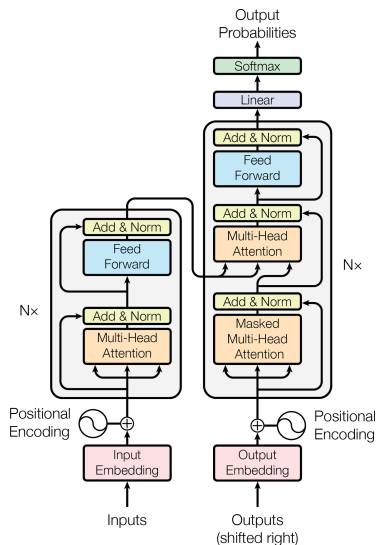 Output
Probabilities
Softmax
Linear
Add & Norm
Feed
Forward
Add & Norm
Multi-Head
Attention
Add & Norm
Masked
Multi-Head
Attention
N×
Add & Norm
Feed
Forward
Add & Norm
Multi-Head
Attention
N×
Positional
Encoding
Positional
Encoding
Input
Embedding
Output
Embedding
Inputs
Outputs
(shifted right)